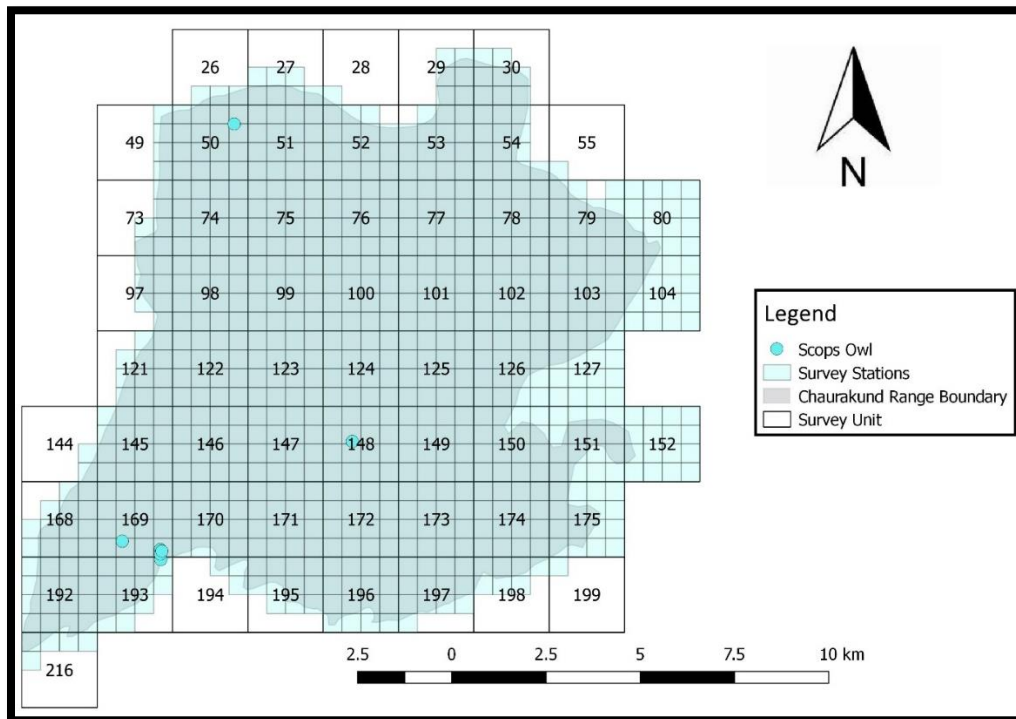 26 27 28 29 30
49 50 51 52 53 54 55
73 74 75 76 77 78 79 80
97 98 99 100 101 102 103 104
121 122 123 124 125 126 127
144 145 146 147 148 149 150 151 152
168 169 170 171 172 173 174 175
192 193 194 195 196 197 198 199
216
N
Legend
Scops Owl
Survey Stations
Chaurakund Range Boundary
Survey Unit
2.5 0 2.5 5 7.5 10 km